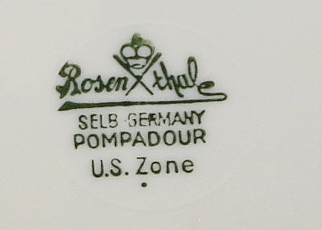 Rosenthal
SELB GERMANY
POMPADOUR
U.S. Zone